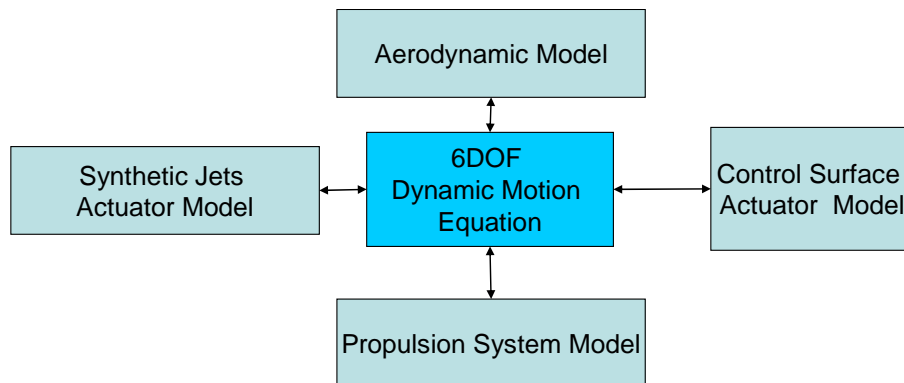 Aerodynamic Model
6DOF
Dynamic Motion
Equation
Synthetic Jets
Actuator Model
Control Surface
Actuator Model
Propulsion System Model